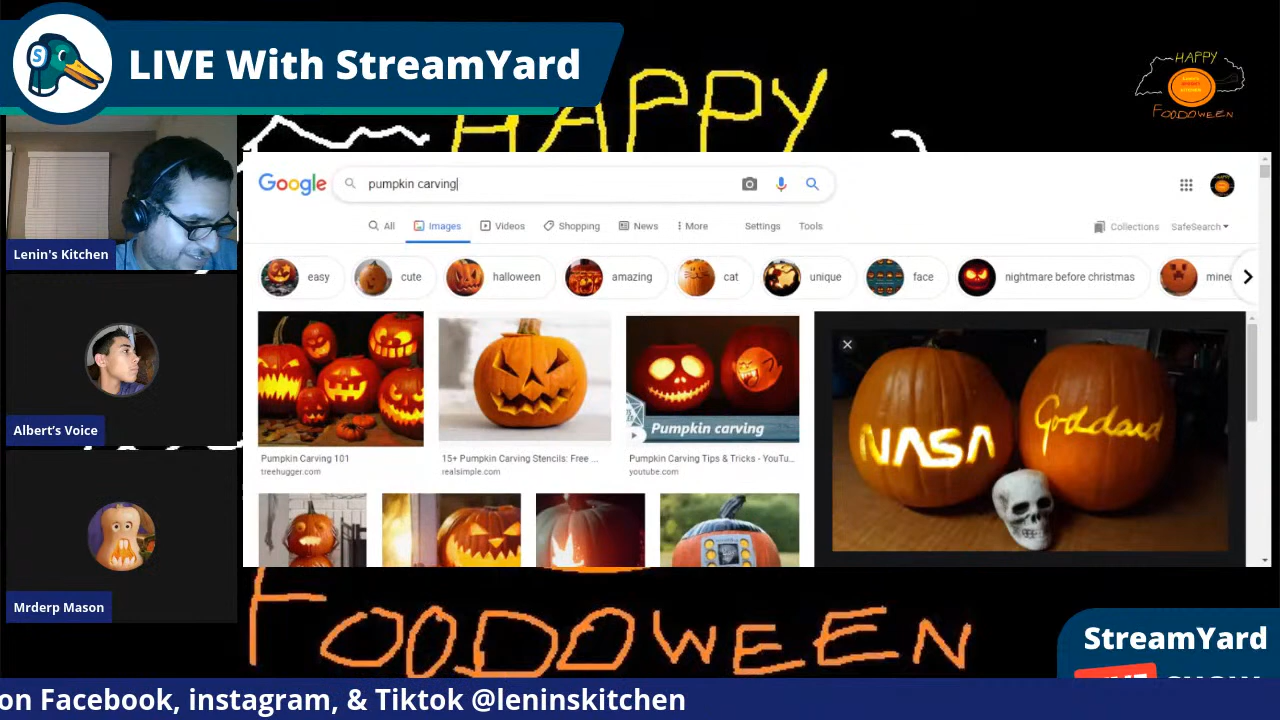 S
LIVE With StreamYard
HAPPY
HAPPY
FOODOWEEN
Google
pumpkin carving
All
Images
Videos
Shopping
News
More
Settings
Tools
Collections
SafeSearch
easy
cute
halloween
amazing
cat
unique
face
nightmare before christmas
mine
Lenin's Kitchen
Albert's Voice
Mrderp Mason
Pumpkin carving
Pumpkin Carving 101
treehugger.com
15+ Pumpkin Carving Stencils: Free ...
realsimple.com
Pumpkin Carving Tips & Tricks - YouTu...
youtube.com
NASA
Goddard
FOODOWEEN
StreamYard
LIVE SHOW
on Facebook, instagram, & Tiktok @leninskitchen